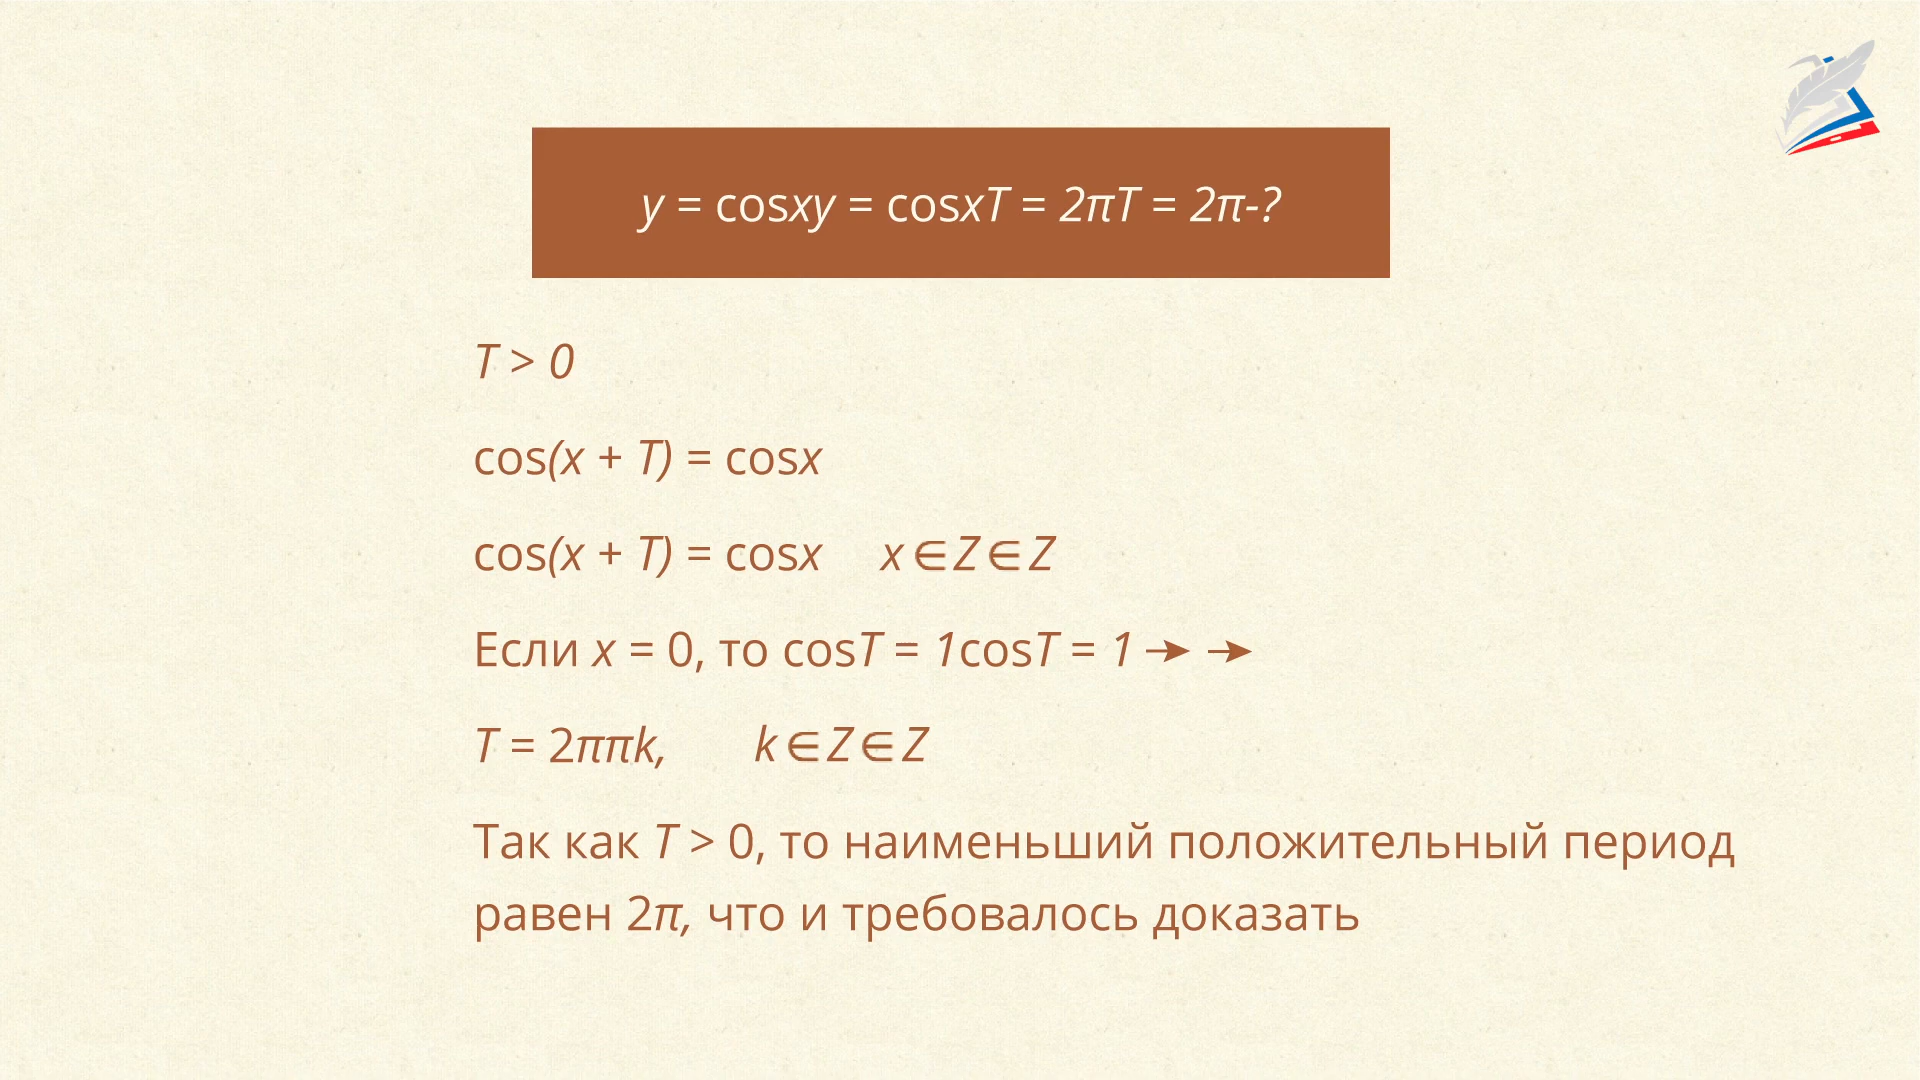 y = cosxy = cosxT = 2πT = 2π-?
T > 0
cos(x + T) = cosx
cos(x + T) = cosx x∈Z∈Z
Если x = 0, то cosT = 1cosT = 1 → →
T = 2ππk, k∈Z∈Z
Так как T > 0, то наименьший положительный период
равен 2π, что и требовалось доказать